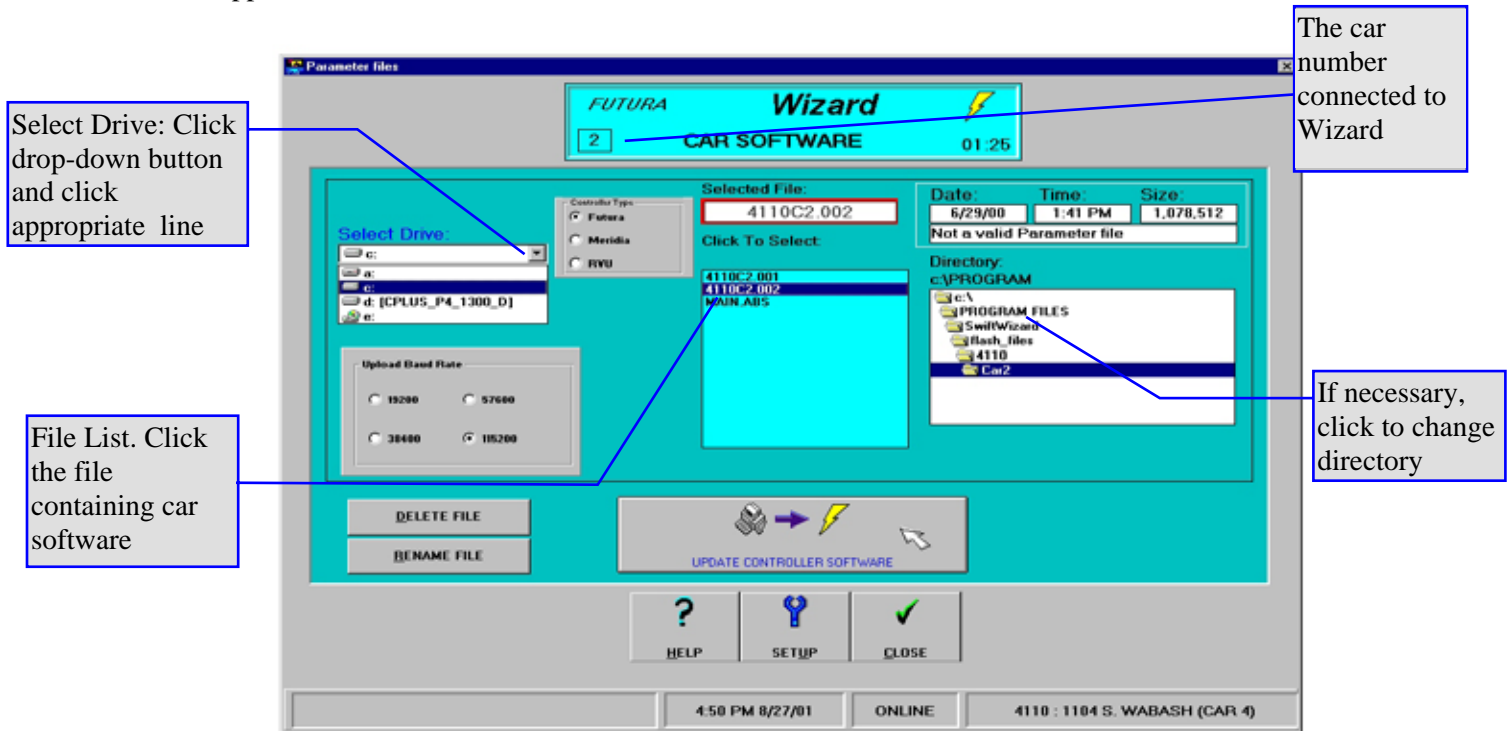 The car
number
connected to
Wizard
Parameter files
FUTURA Wizard
2 CAR SOFTWARE 01:25
Select Drive: Click
drop-down button
and click
appropriate line
Select Drive:
c:
a:
c:
d: [CPLUS_P4_1300_D]
e:
Controller Type
Futura
Meridia
RVU
Selected File:
4110C2.002
Click To Select:
4110C2.001
4110C2.002
MAIN.ABS
Date: Time: Size:
6/29/00 1:41 PM 1,078,512
Not a valid Parameter file
Directory:
c:\PROGRAM
c:\
PROGRAM FILES
SwiftWizard
flash_files
4110
Car2
Upload Baud Rate
19200 57600
38400 115200
File List. Click
the file
containing car
software
If necessary,
click to change
directory
DELETE FILE
RENAME FILE
UPDATE CONTROLLER SOFTWARE
HELP SETUP CLOSE
4:50 PM 8/27/01 ONLINE 4110 : 1104 S. WABASH (CAR 4)